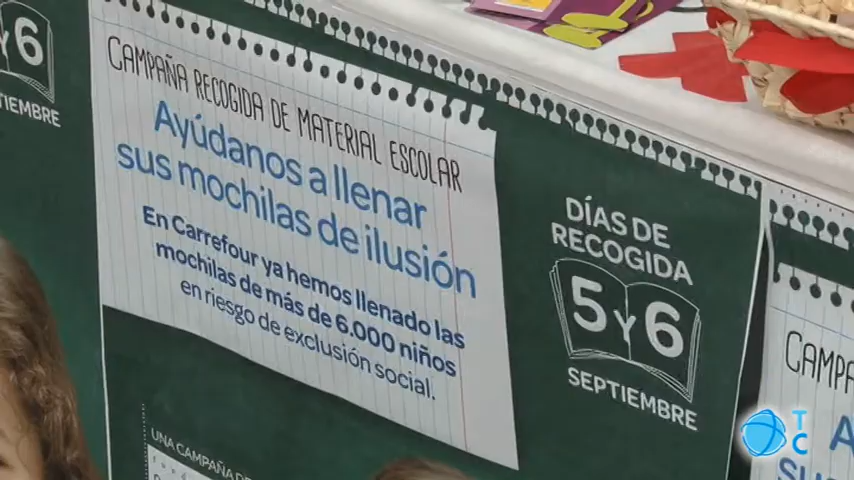 Y 6
TIEMBRE
CAMPAÑA RECOGIDA DE MATERIAL ESCOLAR
Ayúdanos a llenar
sus mochilas de ilusión
En Carrefour ya hemos llenado las
mochilas de más de 6.000 niños
en riesgo de exclusión social.
DÍAS DE
RECOGIDA
5 Y 6
SEPTIEMBRE
UNA CAMPAÑA DE
CAMPA
A
sus
TC